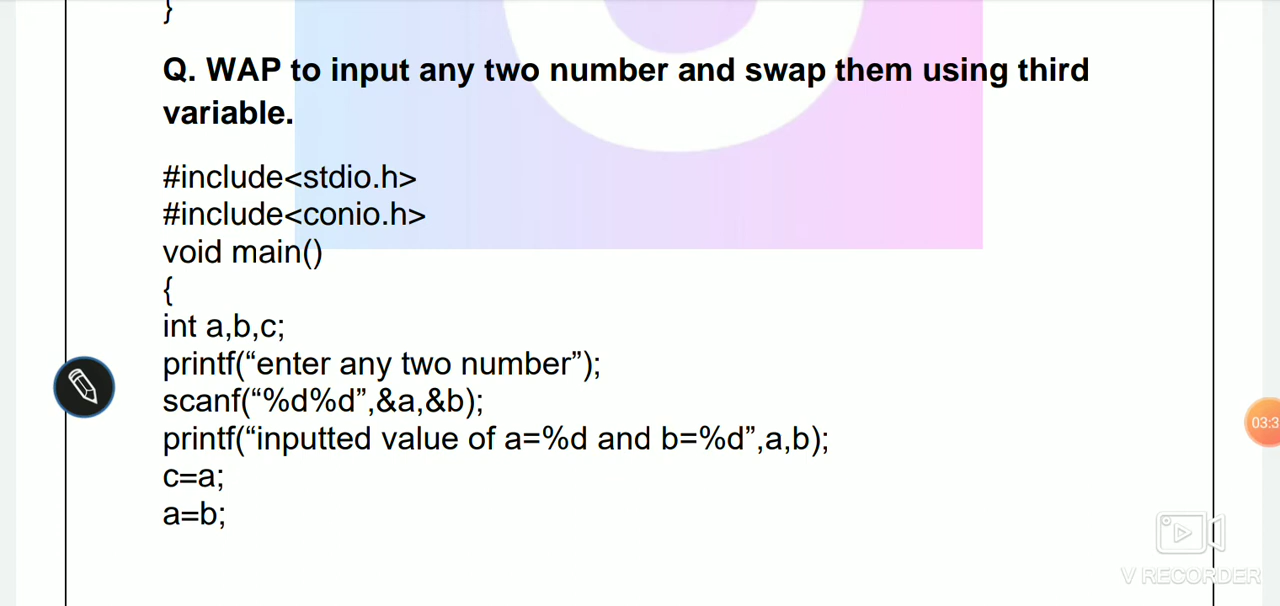 }
Q. WAP to input any two number and swap them using third
variable.
#include<stdio.h>
#include<conio.h>
void main()
{
int a,b,c;
printf(“enter any two number”);
scanf(“%d%d”,&a,&b);
printf(“inputted value of a=%d and b=%d”,a,b);
c=a;
a=b;
03:3
V RECORDER